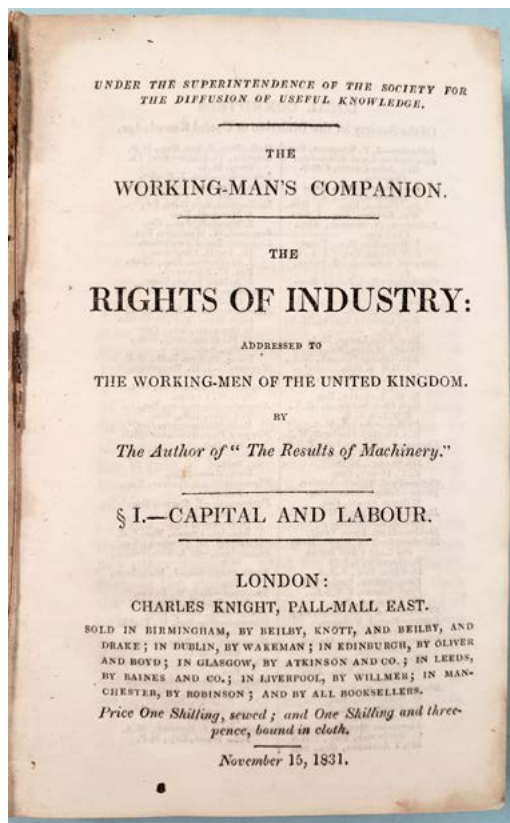 UNDER THE SUPERINTENDENCE OF THE SOCIETY FOR
THE DIFFUSION OF USEFUL KNOWLEDGE.
THE
WORKING-MAN'S COMPANION.
THE
RIGHTS OF INDUSTRY:
ADDRESSED TO
THE WORKING-MEN OF THE UNITED KINGDOM.
BY
The Author of "The Results of Machinery."
§ I.—CAPITAL AND LABOUR.
LONDON:
CHARLES KNIGHT, PALL-MALL EAST.
SOLD IN BIRMINGHAM, BY BEILBY, KNOTT, AND BEILBY, AND
DRAKE; IN DUBLIN, BY WAKEMAN; IN EDINBURGH, BY OLIVER
AND BOYD; IN GLASGOW, BY ATKINSON AND CO.; IN LEEDS,
BY BAINES AND CO.; IN LIVERPOOL, BY WILLMER; IN MAN-
CHESTER, BY ROBINSON; AND BY ALL BOOKSELLERS.
Price One Shilling, sewed; and One Shilling and three-
pence, bound in cloth.
November 15, 1831.